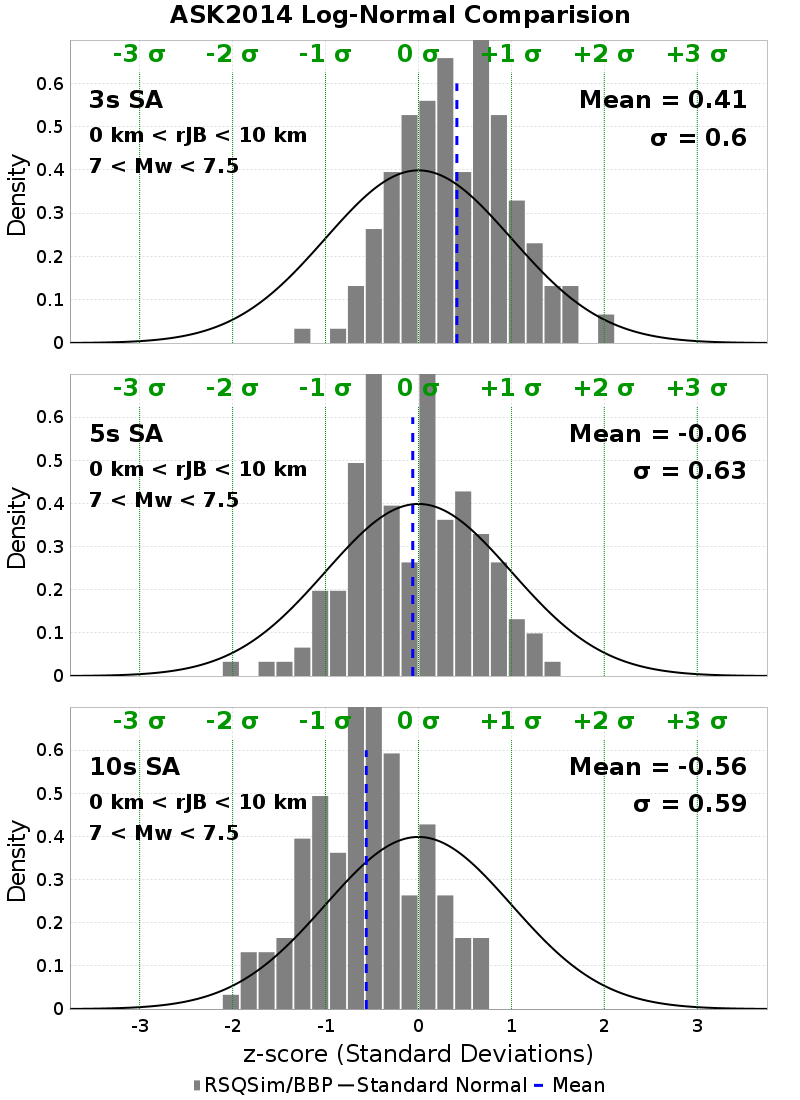 ASK2014 Log-Normal Comparision
-3 σ -2 σ -1 σ 0 σ +1 σ +2 σ +3 σ
3s SA
0 km < rJB < 10 km
7 < Mw < 7.5
Mean = 0.41
σ = 0.6
Density
0.6
0.5
0.4
0.3
0.2
0.1
0
-3 σ -2 σ -1 σ 0 σ +1 σ +2 σ +3 σ
5s SA
0 km < rJB < 10 km
7 < Mw < 7.5
Mean = -0.06
σ = 0.63
Density
0.6
0.5
0.4
0.3
0.2
0.1
0
-3 σ -2 σ -1 σ 0 σ +1 σ +2 σ +3 σ
10s SA
0 km < rJB < 10 km
7 < Mw < 7.5
Mean = -0.56
σ = 0.59
Density
0.6
0.5
0.4
0.3
0.2
0.1
0
-3 -2 -1 0 1 2 3
z-score (Standard Deviations)
RSQSim/BBP Standard Normal Mean